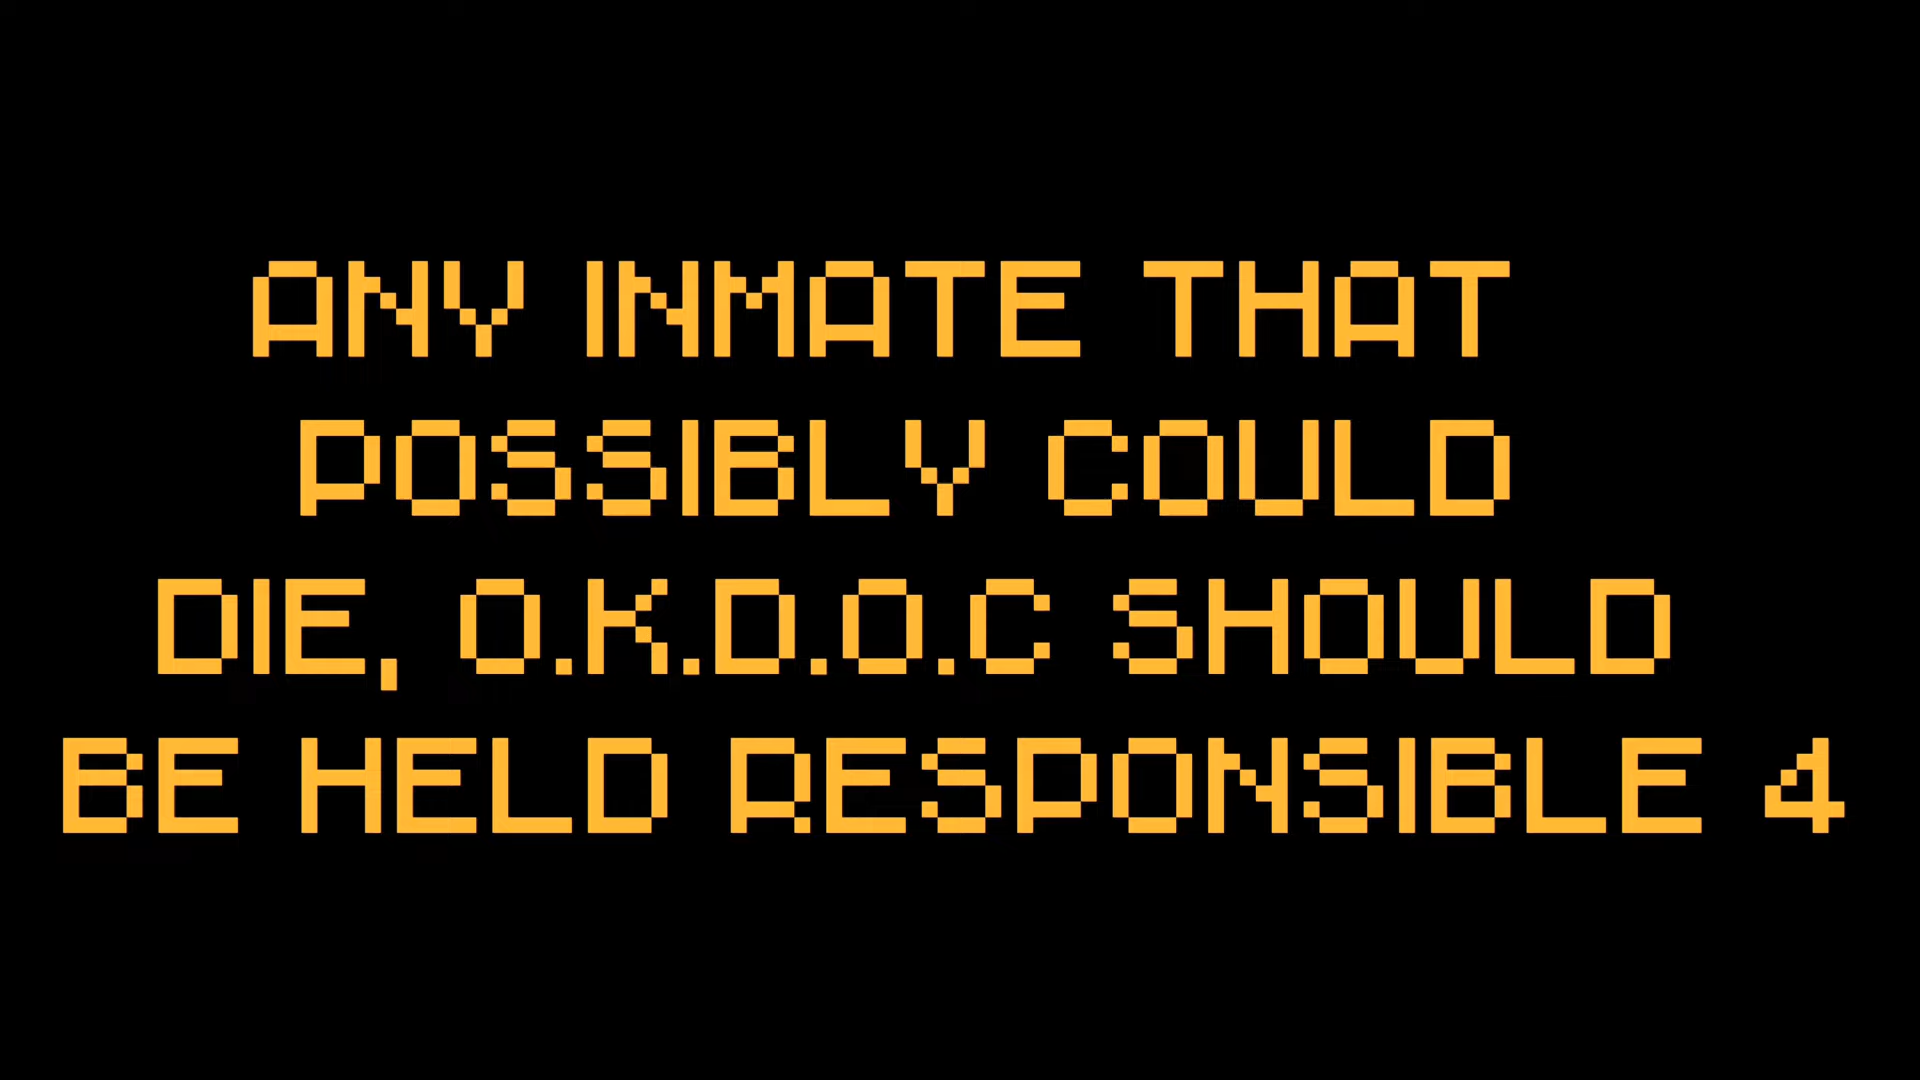 ANY INMATE THAT
POSSIBLY COULD
DIE, O.K.D.O.C SHOULD
BE HELD RESPONSIBLE 4